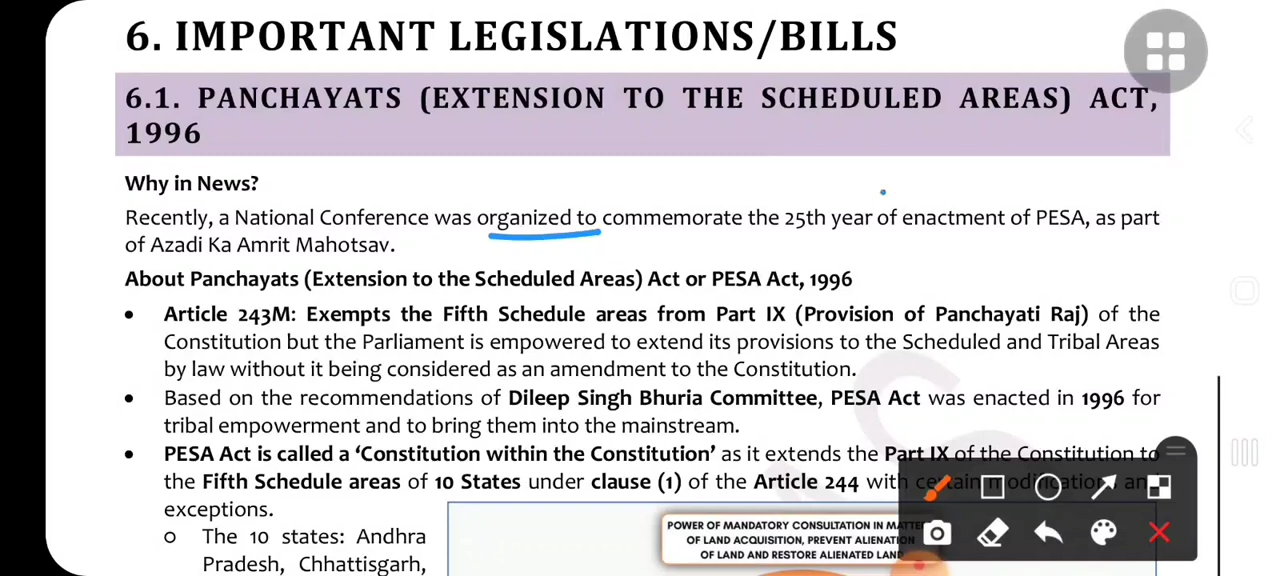 6. IMPORTANT LEGISLATIONS/BILLS
6.1. PANCHAYATS (EXTENSION TO THE SCHEDULED AREAS) ACT,
1996
Why in News?
Recently, a National Conference was organized to commemorate the 25th year of enactment of PESA, as part
of Azadi Ka Amrit Mahotsav.
About Panchayats (Extension to the Scheduled Areas) Act or PESA Act, 1996
• Article 243M: Exempts the Fifth Schedule areas from Part IX (Provision of Panchayati Raj) of the
Constitution but the Parliament is empowered to extend its provisions to the Scheduled and Tribal Areas
by law without it being considered as an amendment to the Constitution.
• Based on the recommendations of Dileep Singh Bhuria Committee, PESA Act was enacted in 1996 for
tribal empowerment and to bring them into the mainstream.
• PESA Act is called a ‘Constitution within the Constitution’ as it extends the Part IX of the Constitution to
the Fifth Schedule areas of 10 States under clause (1) of the Article 244 with certain modifications and
exceptions.
o The 10 states: Andhra
Pradesh, Chhattisgarh,
POWER OF MANDATORY CONSULTATION IN MATTE
OF LAND ACQUISITION, PREVENT ALIENATION
OF LAND AND RESTORE ALIENATED LAND